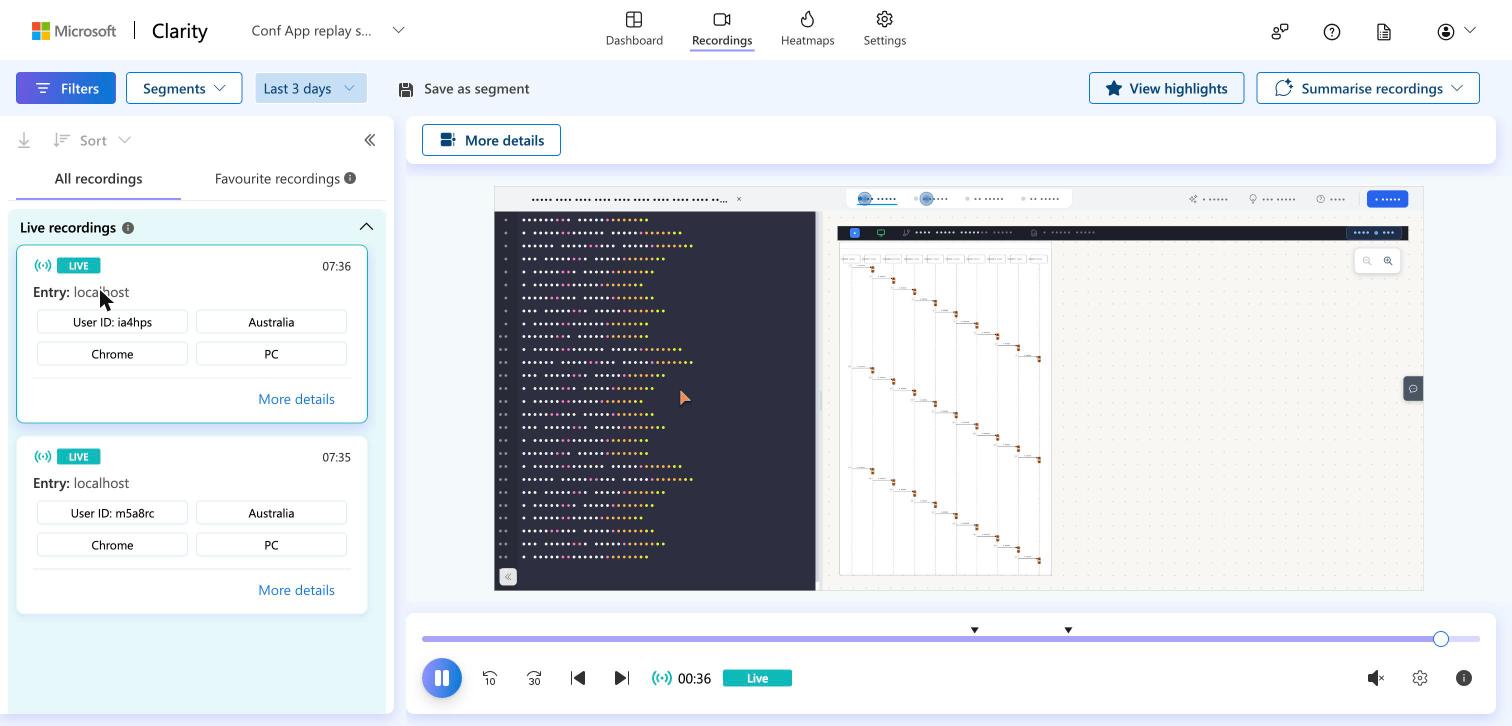 Microsoft Clarity Conf App replay s...
Dashboard Recordings Heatmaps Settings
Filters Segments Last 3 days Save as segment View highlights Summarise recordings
Sort
More details
All recordings Favourite recordings
Live recordings
LIVE 07:36
Entry: localhost
User ID: ia4hps Australia
Chrome PC
More details
LIVE 07:35
Entry: localhost
User ID: m5a8rc Australia
Chrome PC
More details
10 30 00:36 Live